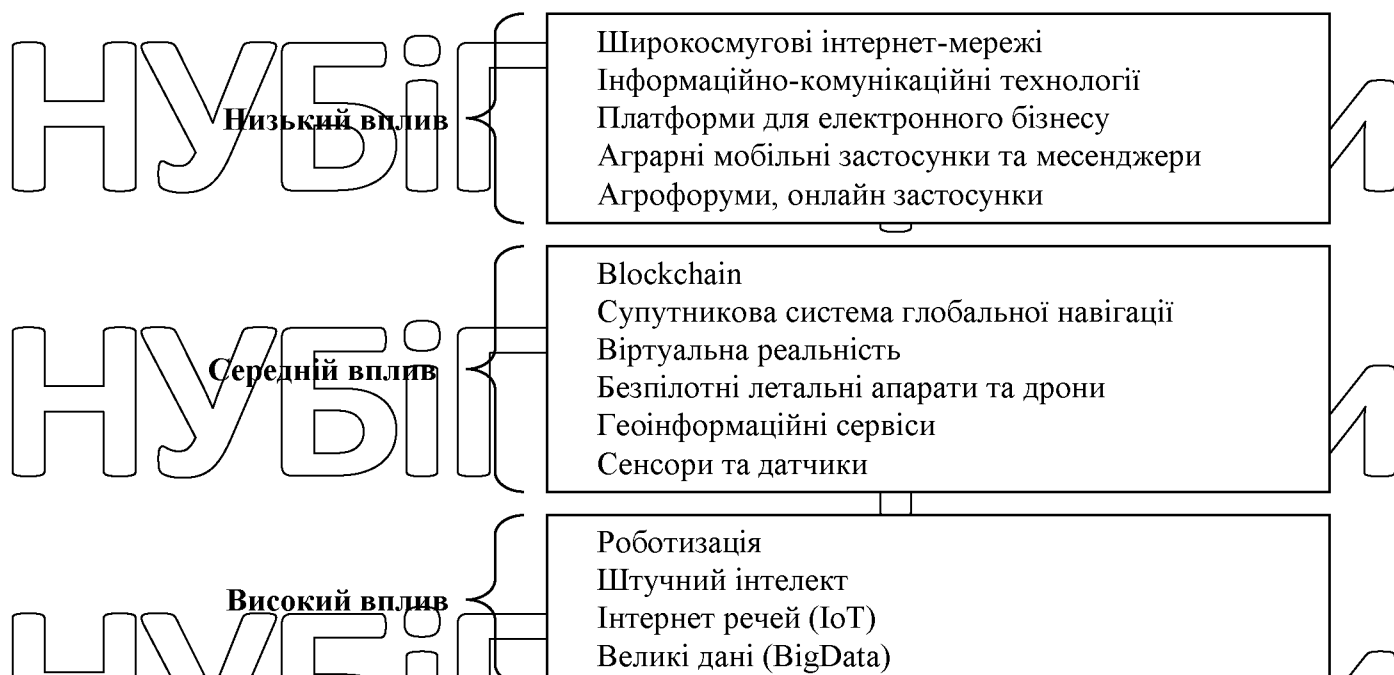 Низький вплив
Широкосмугові інтернет-мережі
Інформаційно-комунікаційні технології
Платформи для електронного бізнесу
Аграрні мобільні застосунки та месенджери
Агрофоруми, онлайн застосунки
Середній вплив
Blockchain
Супутникова система глобальної навігації
Віртуальна реальність
Безпілотні летальні апарати та дрони
Геоінформаційні сервіси
Сенсори та датчики
Високий вплив
Роботизація
Штучний інтелект
Інтернет речей (IoT)
Великі дані (BigData)